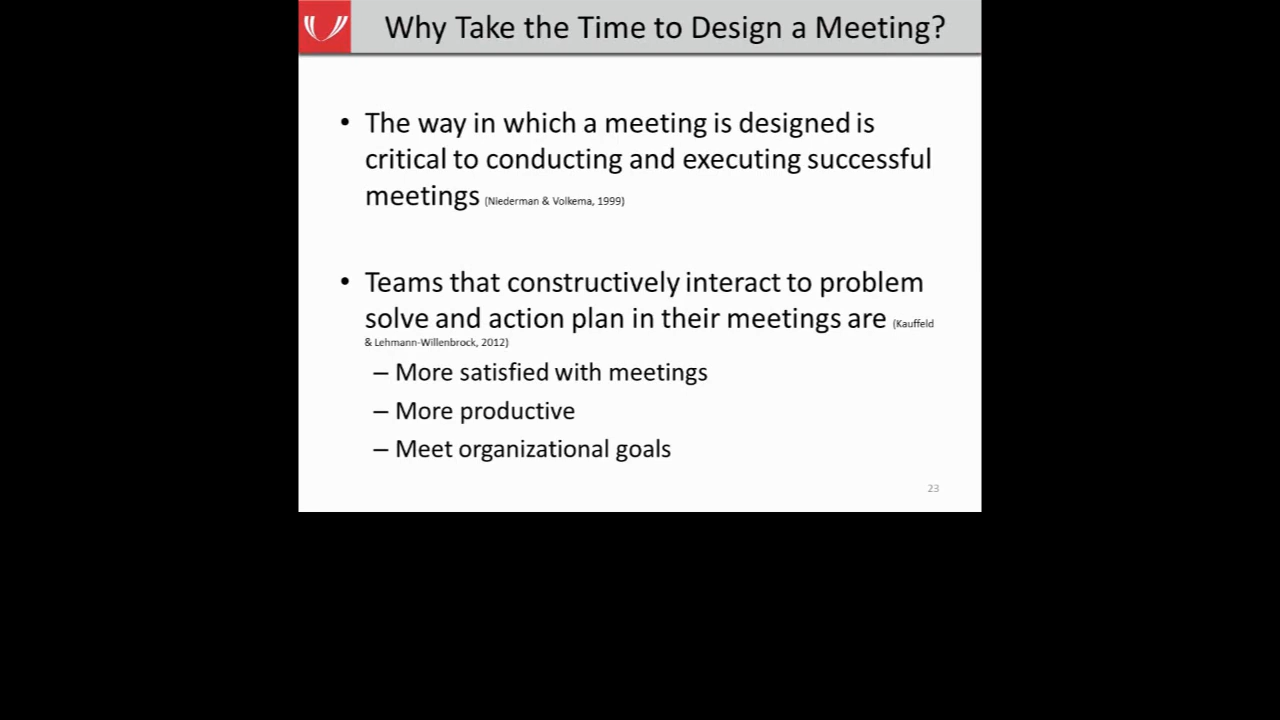 Why Take the Time to Design a Meeting?
• The way in which a meeting is designed is
critical to conducting and executing successful
meetings (Niederman & Volkema, 1999)
• Teams that constructively interact to problem
solve and action plan in their meetings are (Kauffeld
& Lehmann-Willenbrock, 2012)
– More satisfied with meetings
– More productive
– Meet organizational goals
23